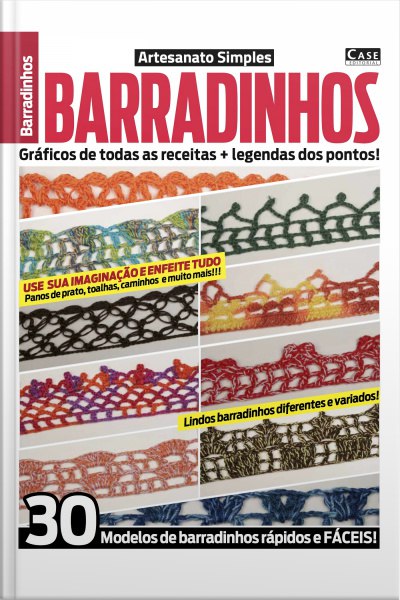 Barradinhos
Artesanato Simples
CASE
EDITORIAL
BARRADINHOS
Gráficos de todas as receitas + legendas dos pontos!
USE SUA IMAGINAÇÃO E ENFEITE TUDO
Panos de prato, toalhas, caminhos e muito mais!!!
Lindos barradinhos diferentes e variados!
30 Modelos de barradinhos rápidos e FÁCEIS!